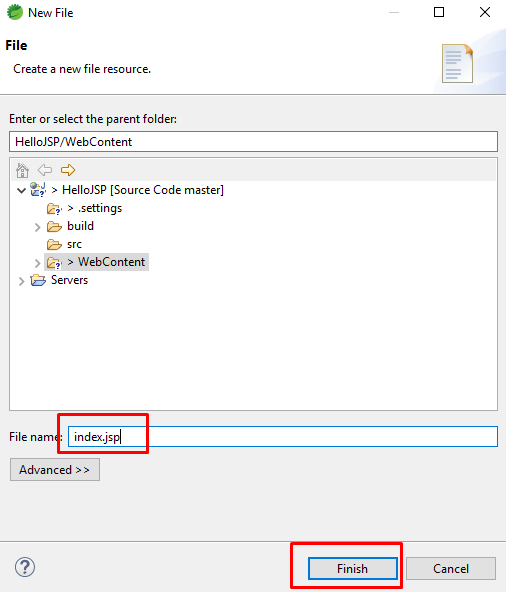 New File
File
Create a new file resource.
Enter or select the parent folder:
HelloJSP/WebContent
> HelloJSP [Source Code master]
> .settings
build
src
> WebContent
Servers
File name: index.jsp
Advanced >>
Finish Cancel